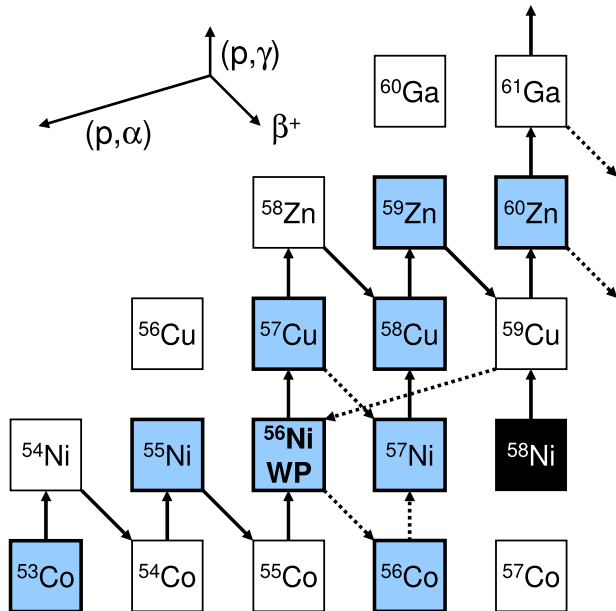 (p,γ)
(p,α)
β⁺
⁶⁰Ga
⁶¹Ga
⁵⁸Zn
⁵⁹Zn
⁶⁰Zn
⁵⁶Cu
⁵⁷Cu
⁵⁸Cu
⁵⁹Cu
⁵⁴Ni
⁵⁵Ni
⁵⁶Ni
WP
⁵⁷Ni
⁵⁸Ni
⁵³Co
⁵⁴Co
⁵⁵Co
⁵⁶Co
⁵⁷Co